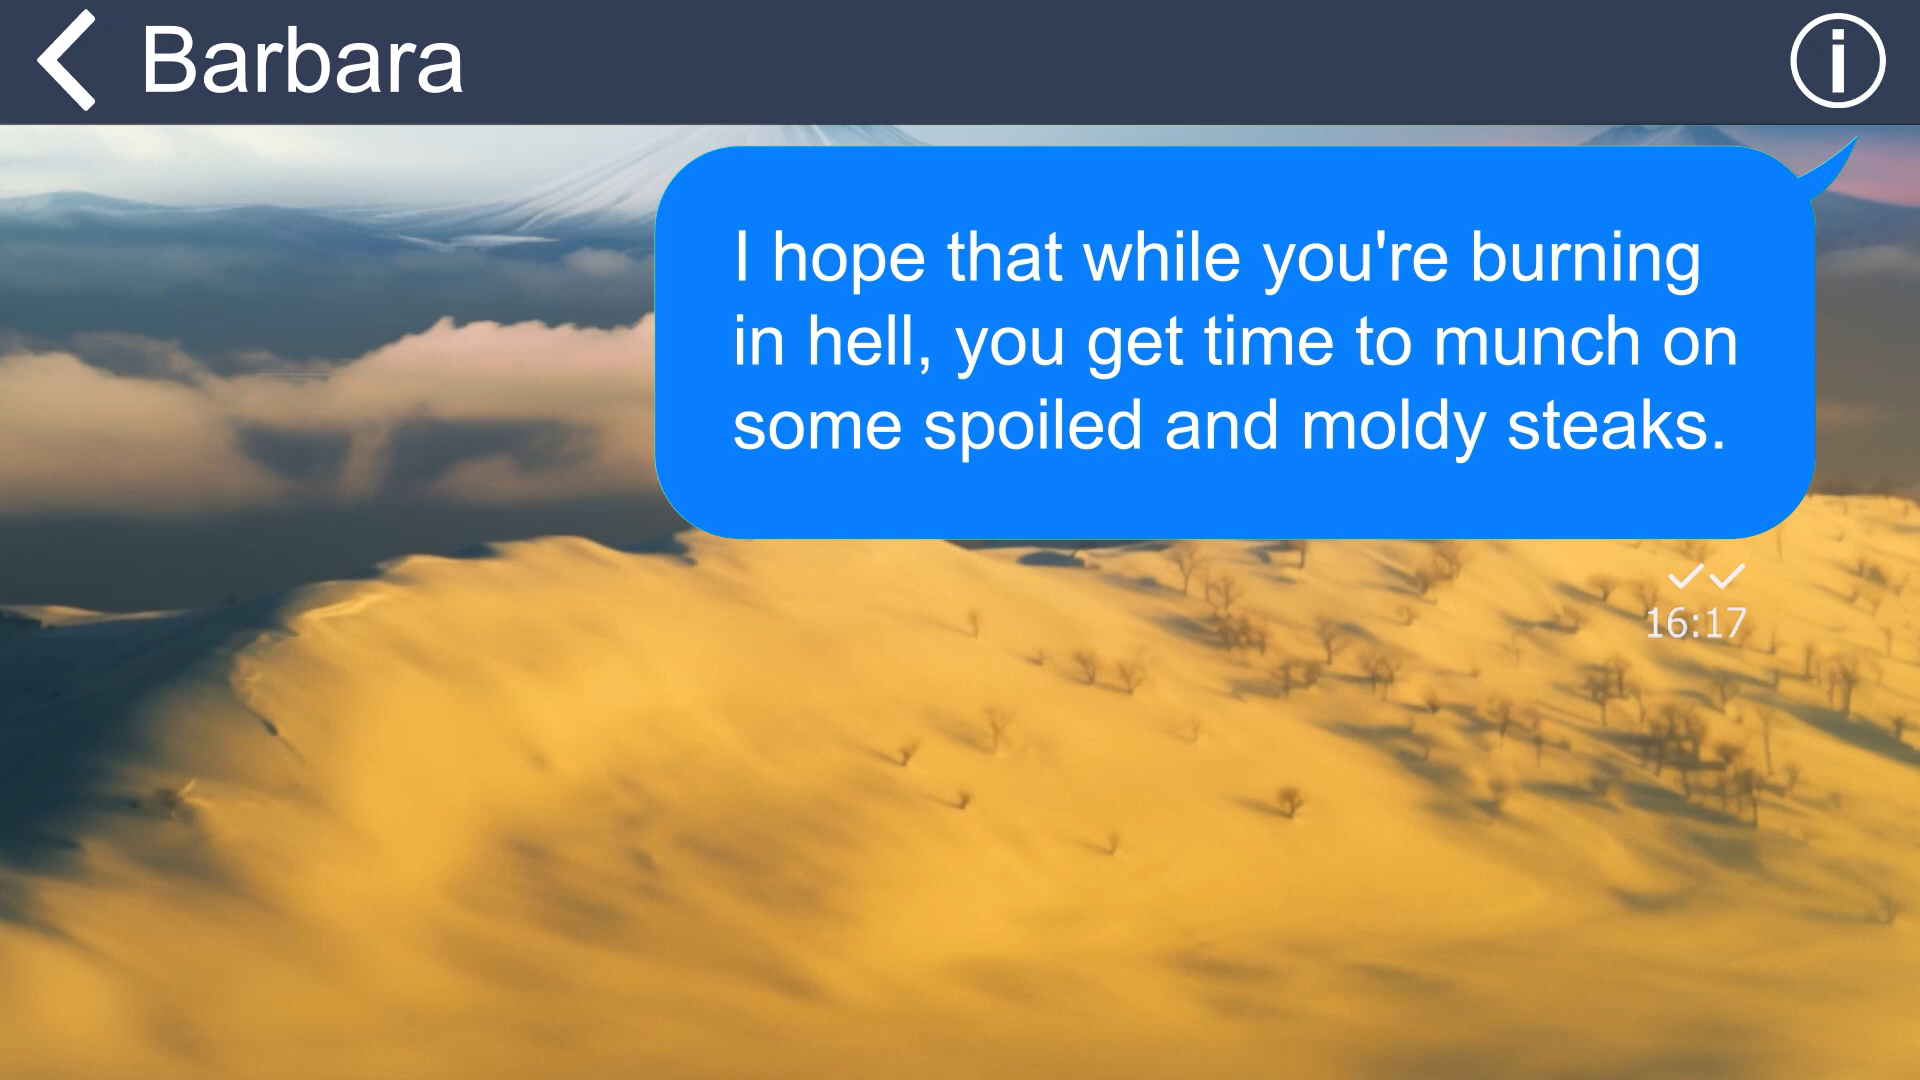 Barbara
I hope that while you're burning
in hell, you get time to munch on
some spoiled and moldy steaks.
16:17